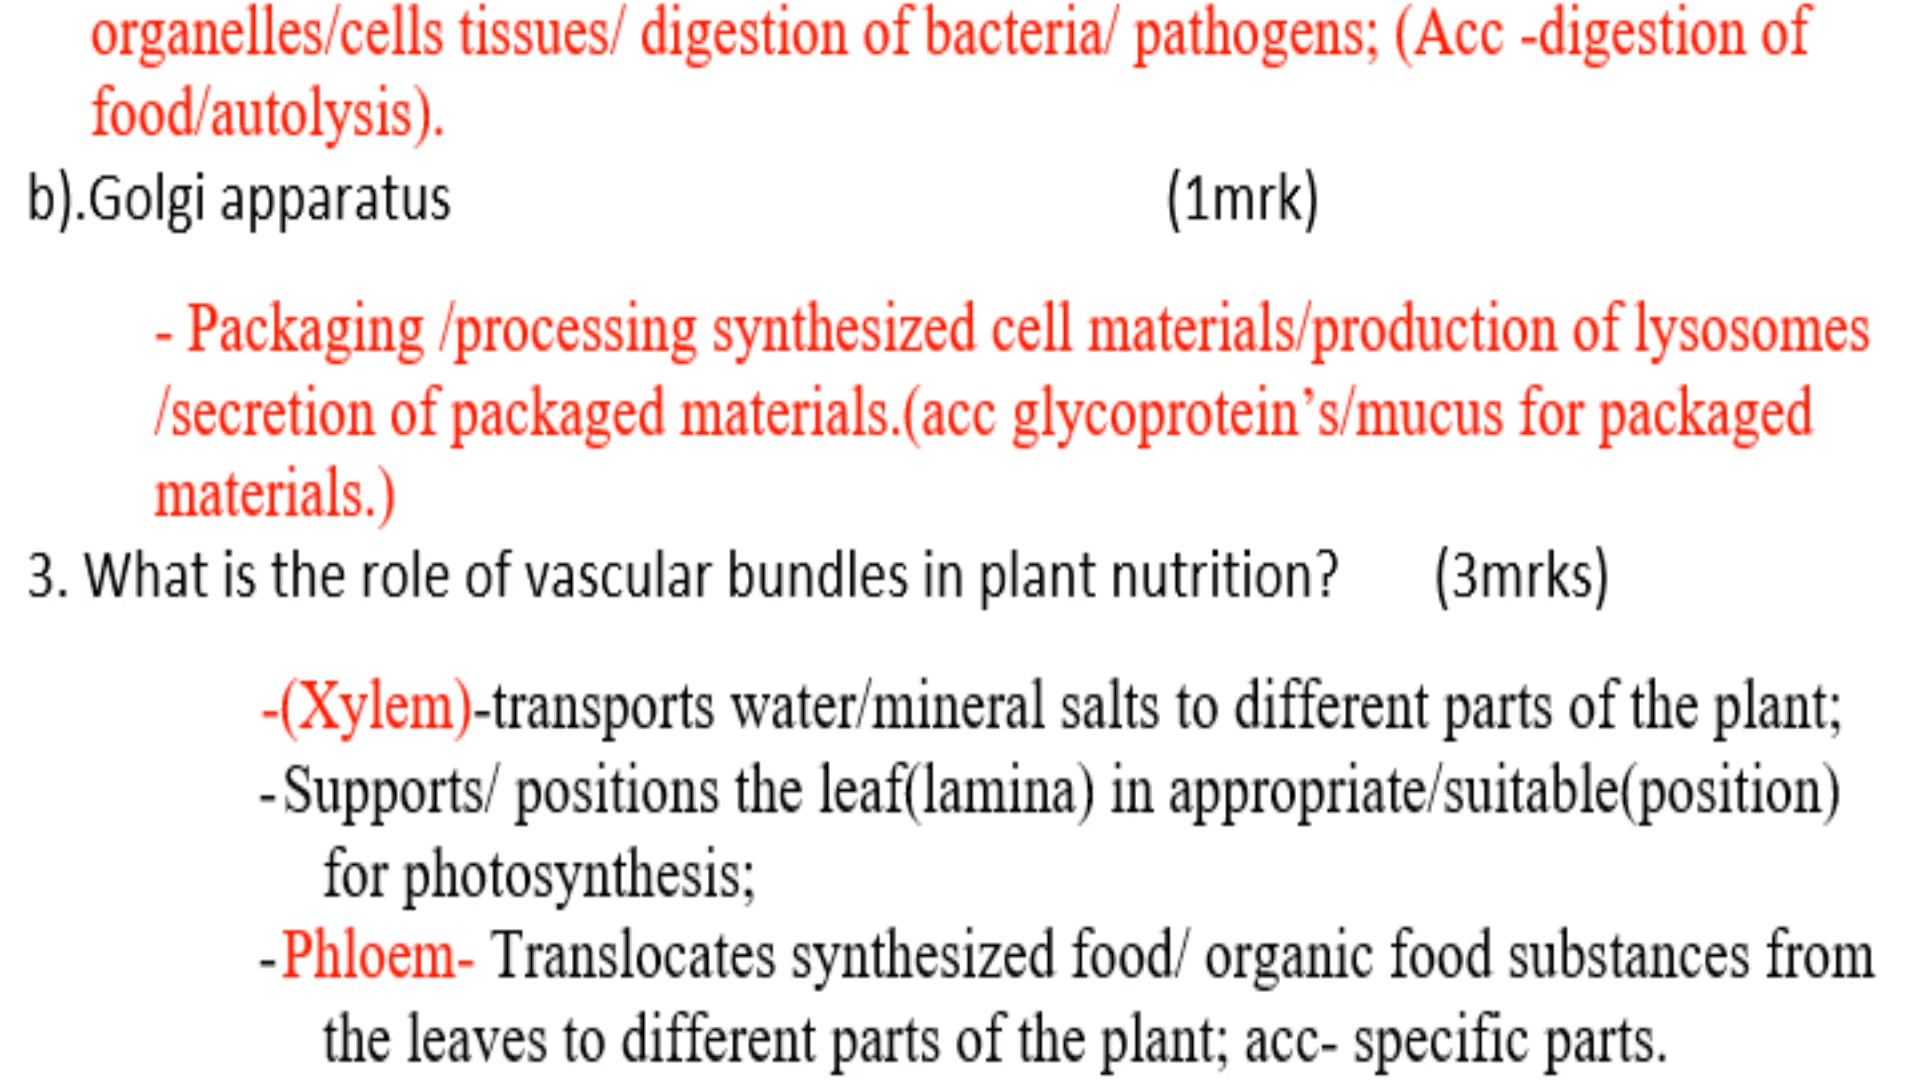 organelles/cells tissues/ digestion of bacteria/ pathogens; (Acc -digestion of
food/autolysis).
b).Golgi apparatus (1mrk)
- Packaging /processing synthesized cell materials/production of lysosomes
/secretion of packaged materials.(acc glycoprotein’s/mucus for packaged
materials.)
3. What is the role of vascular bundles in plant nutrition? (3mrks)
-(Xylem)-transports water/mineral salts to different parts of the plant;
-Supports/ positions the leaf(lamina) in appropriate/suitable(position)
for photosynthesis;
-Phloem- Translocates synthesized food/ organic food substances from
the leaves to different parts of the plant; acc- specific parts.